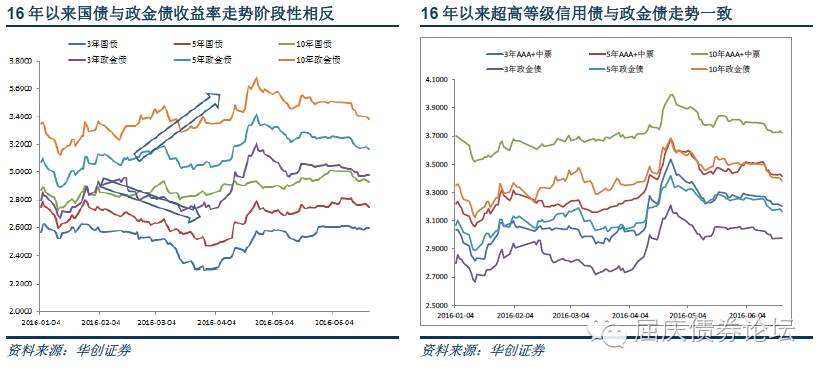 16 年以来国债与政金债收益率走势阶段性相反
3年国债 5年国债 10年国债
3年政金债 5年政金债 10年政金债
3.8000
3.6000
3.4000
3.2000
3.0000
2.8000
2.6000
2.4000
2.2000
2.0000
2016-01-04 2016-02-04 2016-03-04 2016-04-04 2016-05-04 2016-06-04
资料来源：华创证券
16 年以来超高等级信用债与政金债走势一致
3年AAA+中票 5年AAA+中票 10年AAA+中票
3年政金债 5年政金债 10年政金债
4.1000
3.9000
3.7000
3.5000
3.3000
3.1000
2.9000
2.7000
2.5000
2016-01-04 2016-02-04 2016-03-04 2016-04-04 2016-05-04 2016-06-04
资料来源：华创证券
屈庆债券论坛